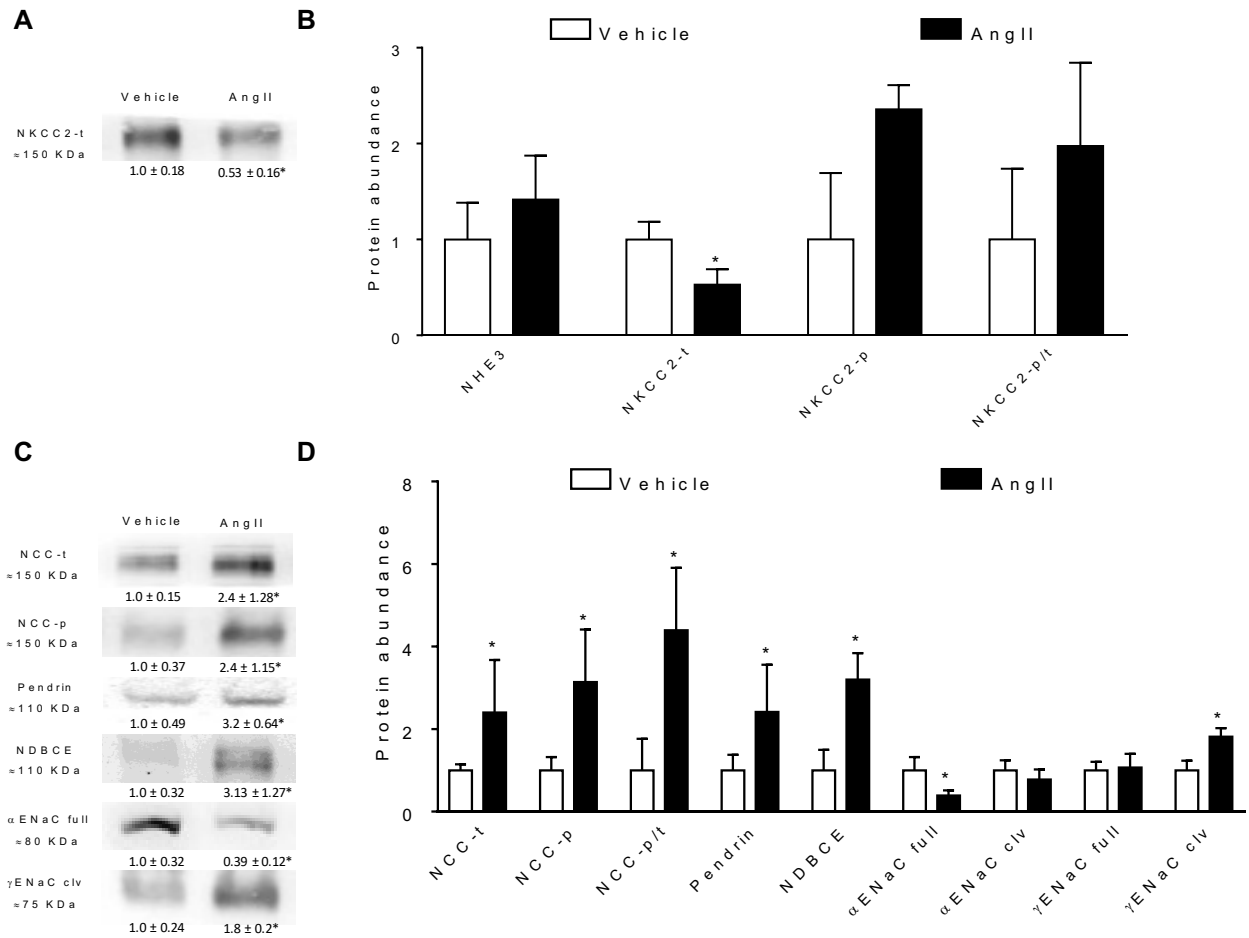 A
Vehicle AngII
NKCC2-t
≈150 KDa
1.0 ± 0.18 0.53 ± 0.16*
B
Vehicle AngII
Protein abundance
3
2
1
0
*
NHE3 NKCC2-t NKCC2-p NKCC2-p/t
C
Vehicle AngII
NCC-t
≈150 KDa
1.0 ± 0.15 2.4 ± 1.28*
NCC-p
≈150 KDa
1.0 ± 0.37 2.4 ± 1.15*
Pendrin
≈110 KDa
1.0 ± 0.49 3.2 ± 0.64*
NDBCE
≈110 KDa
1.0 ± 0.32 3.13 ± 1.27*
αENaC full
≈80 KDa
1.0 ± 0.32 0.39 ± 0.12*
γENaC clv
≈75 KDa
1.0 ± 0.24 1.8 ± 0.2*
D
Vehicle AngII
Protein abundance
8
6
4
2
0
* * * * * * *
NCC-t NCC-p NCC-p/t Pendrin NDBCE αENaC full αENaC clv γENaC full γENaC clv